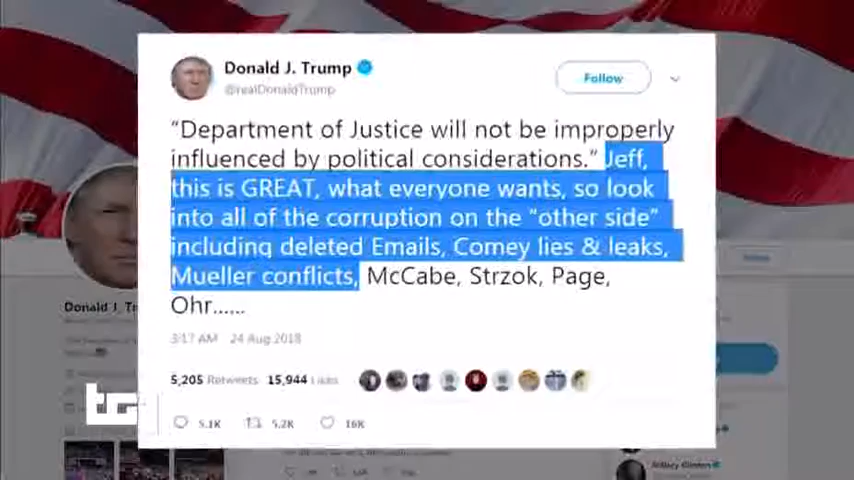 Donald J. Trump
@realDonaldTrump
Follow
“Department of Justice will not be improperly
influenced by political considerations.” Jeff,
this is GREAT, what everyone wants, so look
into all of the corruption on the “other side”
including deleted Emails, Comey lies & leaks,
Mueller conflicts, McCabe, Strzok, Page,
Ohr......
3:17 AM 24 Aug 2018
5,205 Retweets 15,944 Likes
5.1K 5.2K 16K
Donald J. Tr